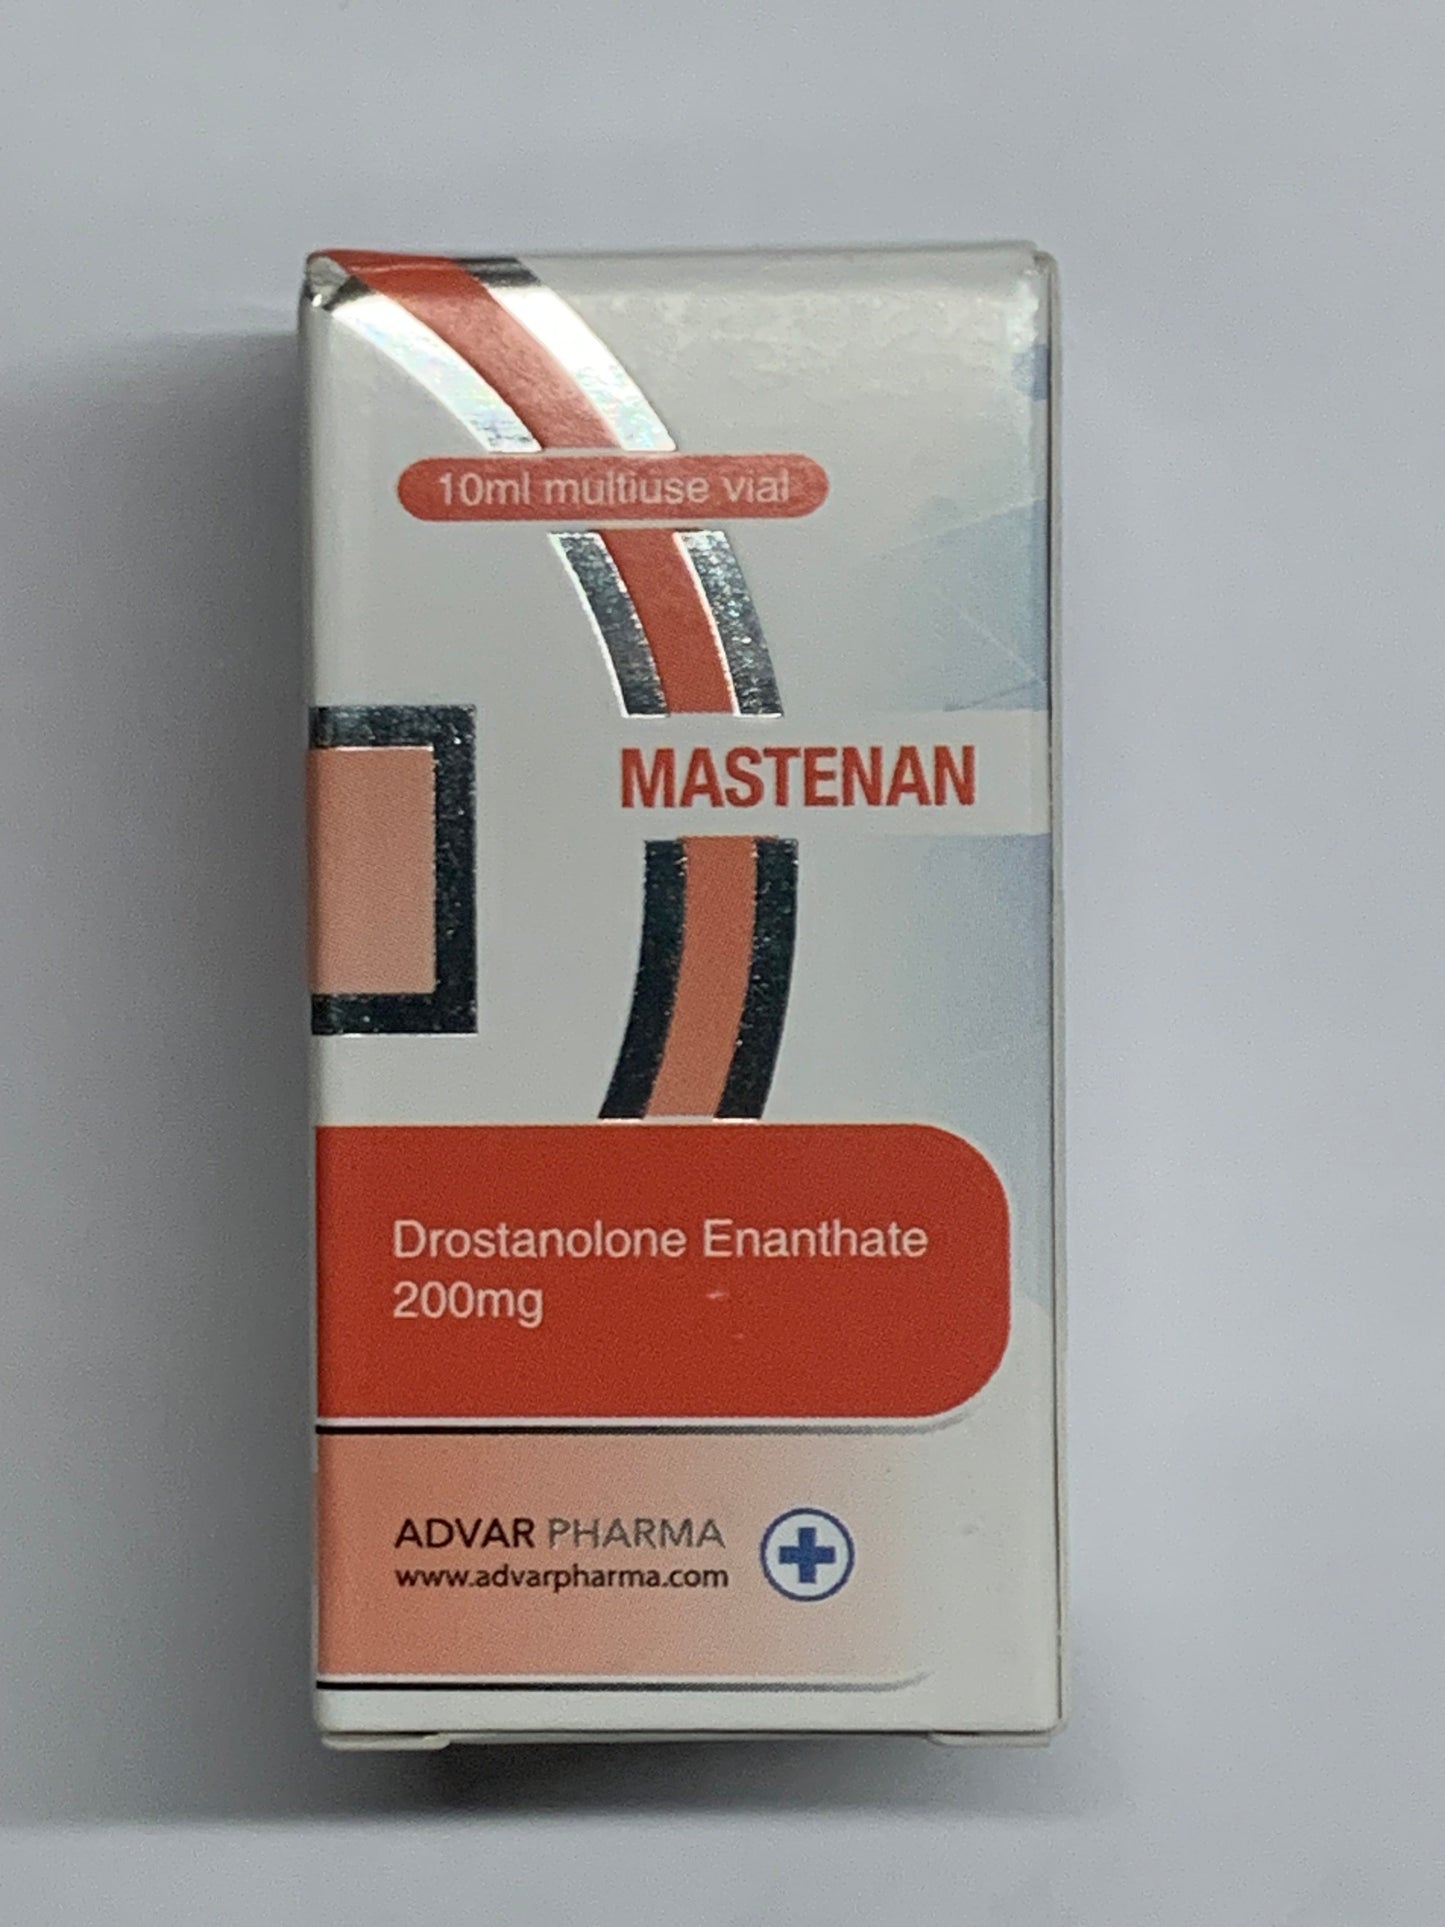 10ml multiuse vial
MASTENAN
Drostanolone Enanthate
200mg
ADVAR PHARMA
www.advarpharma.com